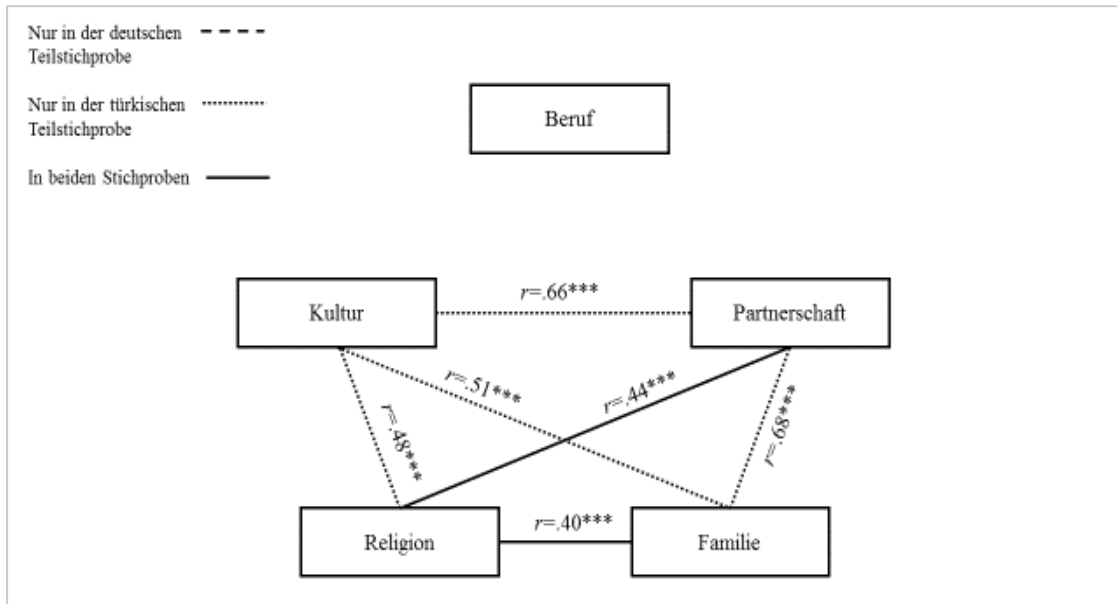 Nur in der deutschen
Teilstichprobe
Nur in der türkischen
Teilstichprobe
In beiden Stichproben
Beruf
Kultur
r=.66***
Partnerschaft
r=.48***
r=.51***
r=.44***
r=.68***
Religion
r=.40***
Familie